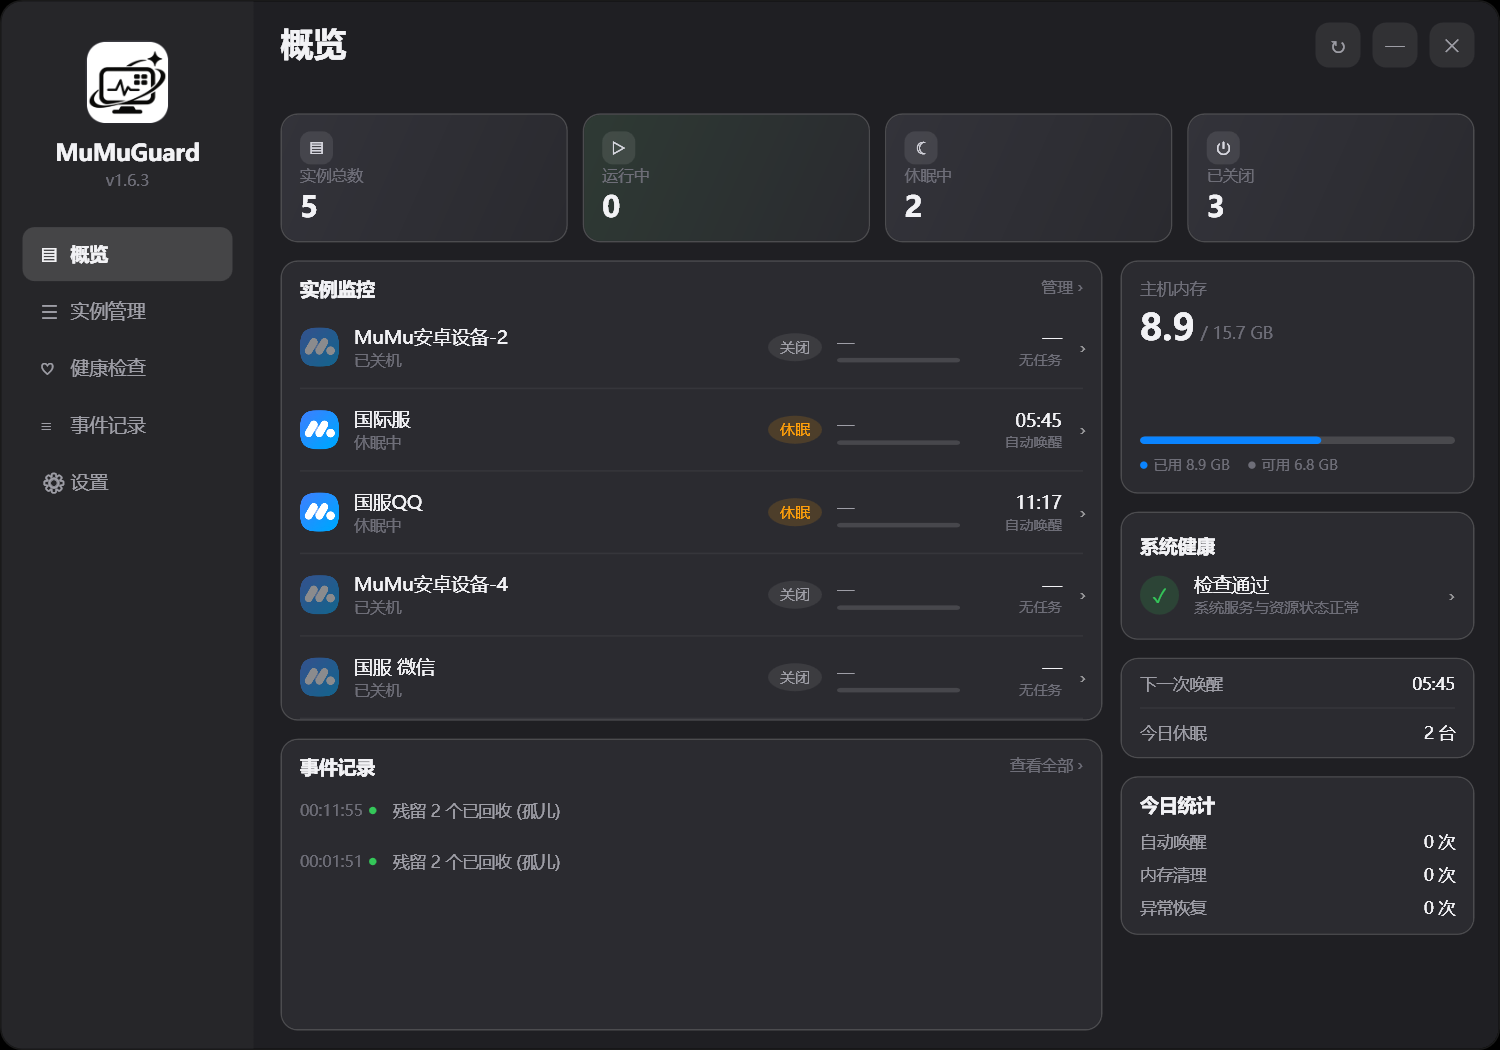 MuMuGuard
v1.6.3
概览
实例管理
健康检查
事件记录
设置
概览
实例总数
5
运行中
0
休眠中
2
已关闭
3
实例监控
管理 ›
MuMu安卓设备-2
已关机
关闭
—
—
无任务
国际服
休眠中
休眠
—
05:45
自动唤醒
国服QQ
休眠中
休眠
—
11:17
自动唤醒
MuMu安卓设备-4
已关机
关闭
—
—
无任务
国服 微信
已关机
关闭
—
—
无任务
事件记录
查看全部 ›
00:11:55 ● 残留 2 个已回收 (孤儿)
00:01:51 ● 残留 2 个已回收 (孤儿)
主机内存
8.9 / 15.7 GB
● 已用 8.9 GB ● 可用 6.8 GB
系统健康
检查通过
系统服务与资源状态正常
下一次唤醒 05:45
今日休眠 2 台
今日统计
自动唤醒 0 次
内存清理 0 次
异常恢复 0 次